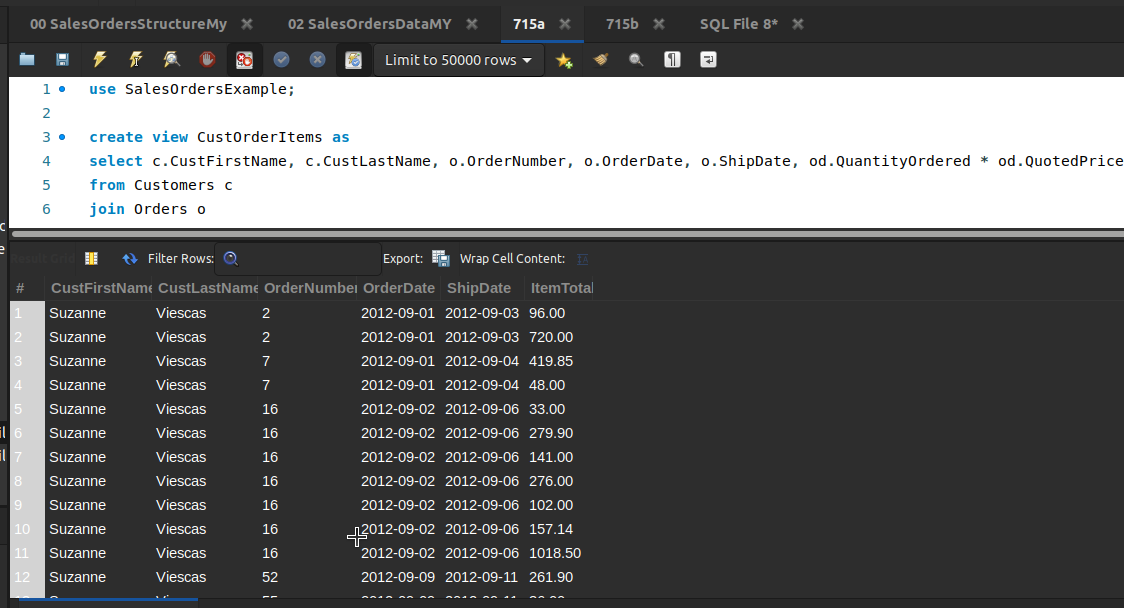 00 SalesOrdersStructureMy 02 SalesOrdersDataMY 715a 715b SQL File 8*
Limit to 50000 rows
1 use SalesOrdersExample;
2
3 create view CustOrderItems as
4 select c.CustFirstName, c.CustLastName, o.OrderNumber, o.OrderDate, o.ShipDate, od.QuantityOrdered * od.QuotedPrice
5 from Customers c
6 join Orders o
Result Grid Filter Rows: Export: Wrap Cell Content:
# CustFirstName CustLastName OrderNumber OrderDate ShipDate ItemTotal
1 Suzanne Viescas 2 2012-09-01 2012-09-03 96.00
2 Suzanne Viescas 2 2012-09-01 2012-09-03 720.00
3 Suzanne Viescas 7 2012-09-01 2012-09-04 419.85
4 Suzanne Viescas 7 2012-09-01 2012-09-04 48.00
5 Suzanne Viescas 16 2012-09-02 2012-09-06 33.00
6 Suzanne Viescas 16 2012-09-02 2012-09-06 279.90
7 Suzanne Viescas 16 2012-09-02 2012-09-06 141.00
8 Suzanne Viescas 16 2012-09-02 2012-09-06 276.00
9 Suzanne Viescas 16 2012-09-02 2012-09-06 102.00
10 Suzanne Viescas 16 2012-09-02 2012-09-06 157.14
11 Suzanne Viescas 16 2012-09-02 2012-09-06 1018.50
12 Suzanne Viescas 52 2012-09-09 2012-09-11 261.90